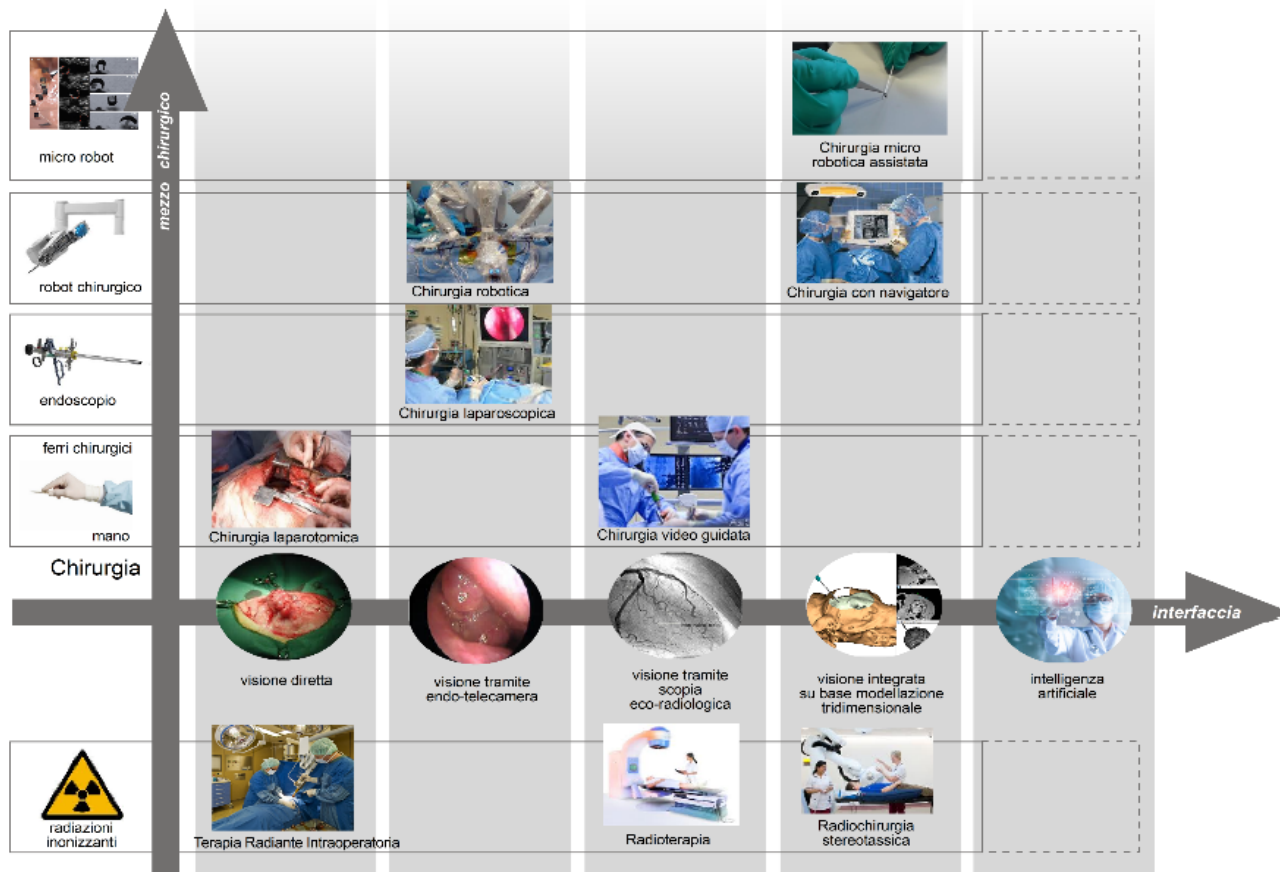 mezzo chirurgico
micro robot
Chirurgia micro
robotica assistata
robot chirurgico
Chirurgia robotica
Chirurgia con navigatore
endoscopio
Chirurgia laparoscopica
ferri chirurgici
mano
Chirurgia laparotomica
Chirurgia video guidata
Chirurgia
interfaccia
visione diretta
visione tramite
endo-telecamera
visione tramite
scopia
eco-radiologica
visione integrata
su base modellazione
tridimensionale
intelligenza
artificiale
radiazioni
inonizzanti
Terapia Radiante Intraoperatoria
Radioterapia
Radiochirurgia
stereotassica